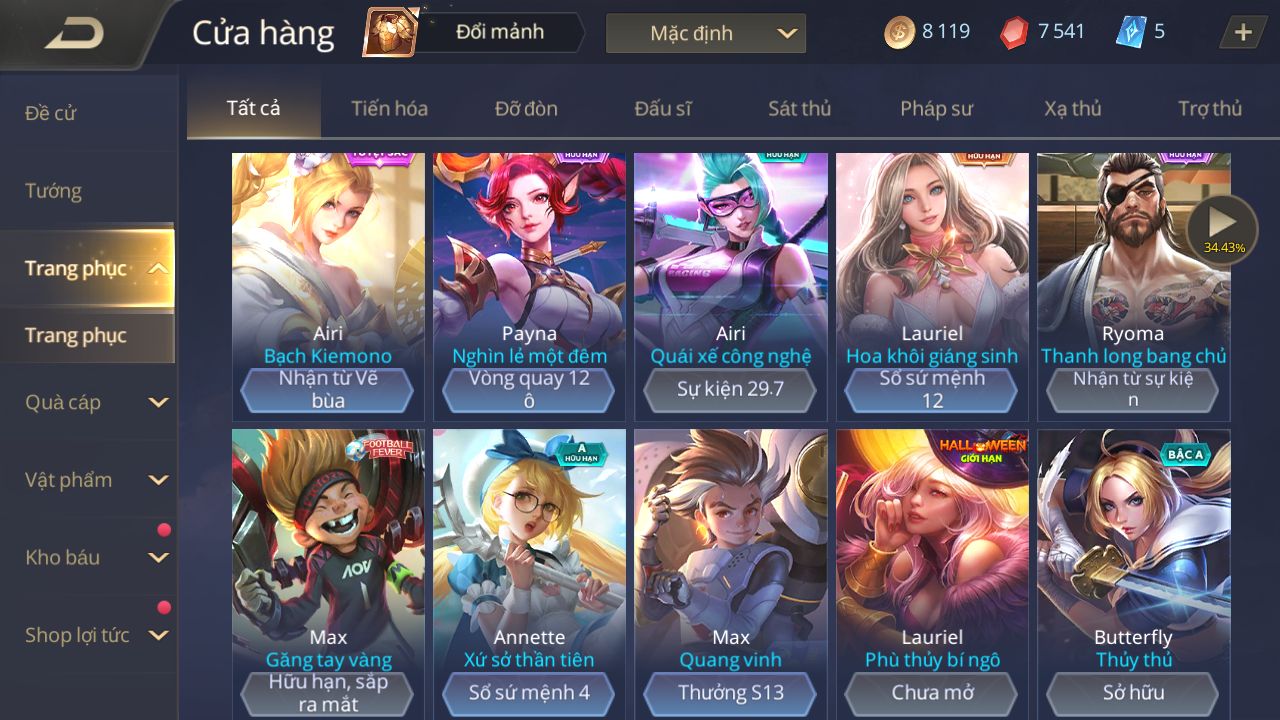 Cửa hàng
Đổi mảnh
Mặc định
8 119
7 541
5
Đề cử
Tướng
Trang phục
Trang phục
Quà cáp
Vật phẩm
Kho báu
Shop lợi tức
Tất cả
Tiến hóa
Đỡ đòn
Đấu sĩ
Sát thủ
Pháp sư
Xạ thủ
Trợ thủ
TUYỆT SẮC
Airi
Bạch Kiemono
Nhận từ Vẽ
bùa
HỮU HẠN
Payna
Nghìn lẻ một đêm
Vòng quay 12
ô
HỮU HẠN
RACING
Airi
Quái xế công nghệ
Sự kiện 29.7
HỮU HẠN
Lauriel
Hoa khôi giáng sinh
Sổ sứ mệnh
12
HỮU HẠN
34.43%
Ryoma
Thanh long bang chủ
Nhận từ sự kiệ
n
FOOTBALL
FEVER
AOV
Max
Găng tay vàng
Hữu hạn, sắp
ra mắt
A
HỮU HẠN
Annette
Xứ sở thần tiên
Sổ sứ mệnh 4
Max
Quang vinh
Thưởng S13
HALLOWEEN
GIỚI HẠN
Lauriel
Phù thủy bí ngô
Chưa mở
BẬC A
Butterfly
Thủy thủ
Sở hữu